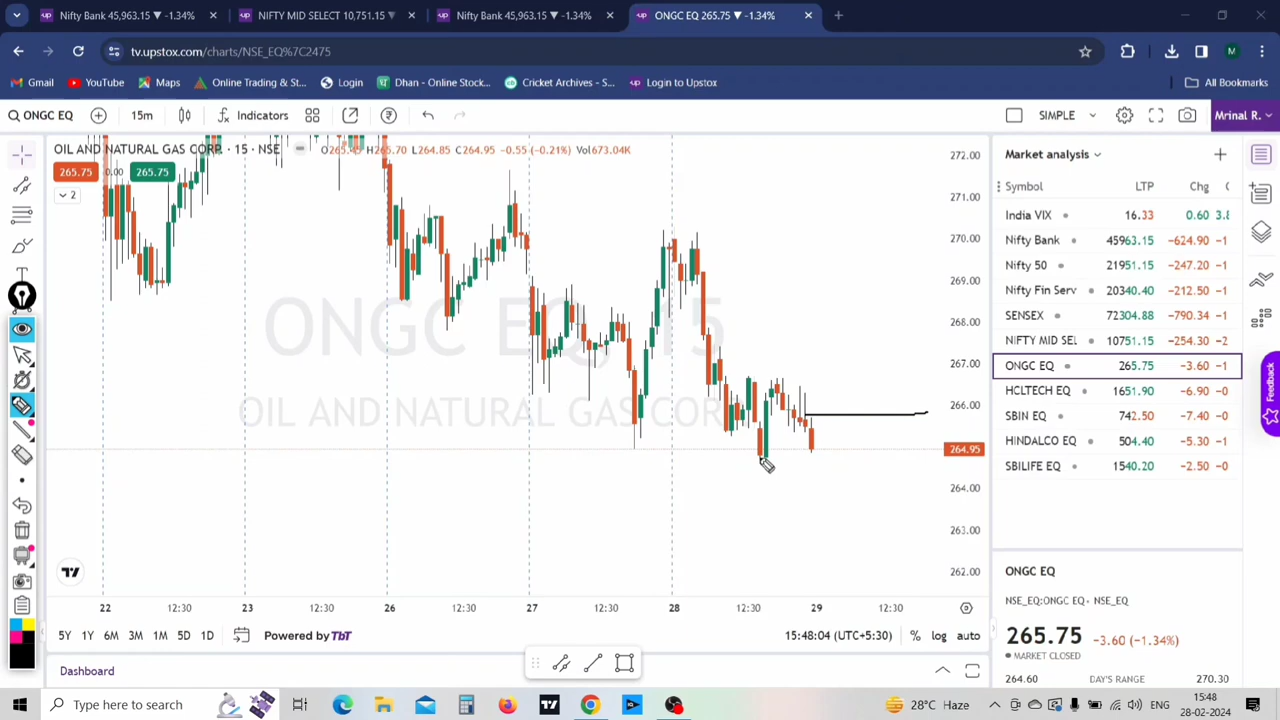 Nifty Bank 45,963.15 ▼ -1.34%
NIFTY MID SELECT 10,751.15 ▼
Nifty Bank 45,963.15 ▼ -1.34%
ONGC EQ 265.75 ▼ -1.34%
tv.upstox.com/charts/NSE_EQ%7C2475
M
Gmail YouTube Maps Online Trading & St... Login Dhan - Online Stock... Cricket Archives - S... Login to Upstox All Bookmarks
ONGC EQ 15m Indicators SIMPLE Mrinal R.
OIL AND NATURAL GAS CORP. · 15 · NSE H265.70 L264.85 C264.95 -0.55 (-0.21%) Vol673.04K
265.75 0.00 265.75
2
ONGC EQ, 15
OIL AND NATURAL GAS CORP
272.00
271.00
270.00
269.00
268.00
267.00
266.00
264.95
264.00
263.00
262.00
22 12:30 23 12:30 26 12:30 27 12:30 28 12:30 29 12:30
5Y 1Y 6M 3M 1M 5D 1D Powered by TbT 15:48:04 (UTC+5:30) % log auto
Dashboard
Market analysis
Symbol LTP Chg
India VIX 16.33 0.60 3.8
Nifty Bank 45963.15 -624.90 -1
Nifty 50 21951.15 -247.20 -1
Nifty Fin Serv 20340.40 -212.50 -1
SENSEX 72304.88 -790.34 -1
NIFTY MID SEL 10751.15 -254.30 -2
ONGC EQ 265.75 -3.60 -1
HCLTECH EQ 1651.90 -6.90 -0
SBIN EQ 742.50 -7.40 -0
HINDALCO EQ 504.40 -5.30 -1
SBILIFE EQ 1540.20 -2.50 -0
ONGC EQ
NSE_EQ:ONGC EQ · NSE_EQ
265.75 -3.60 (-1.34%)
MARKET CLOSED
264.60 DAY'S RANGE 270.30
Feedback
Type here to search
28°C Haze ENG 15:48
28-02-2024